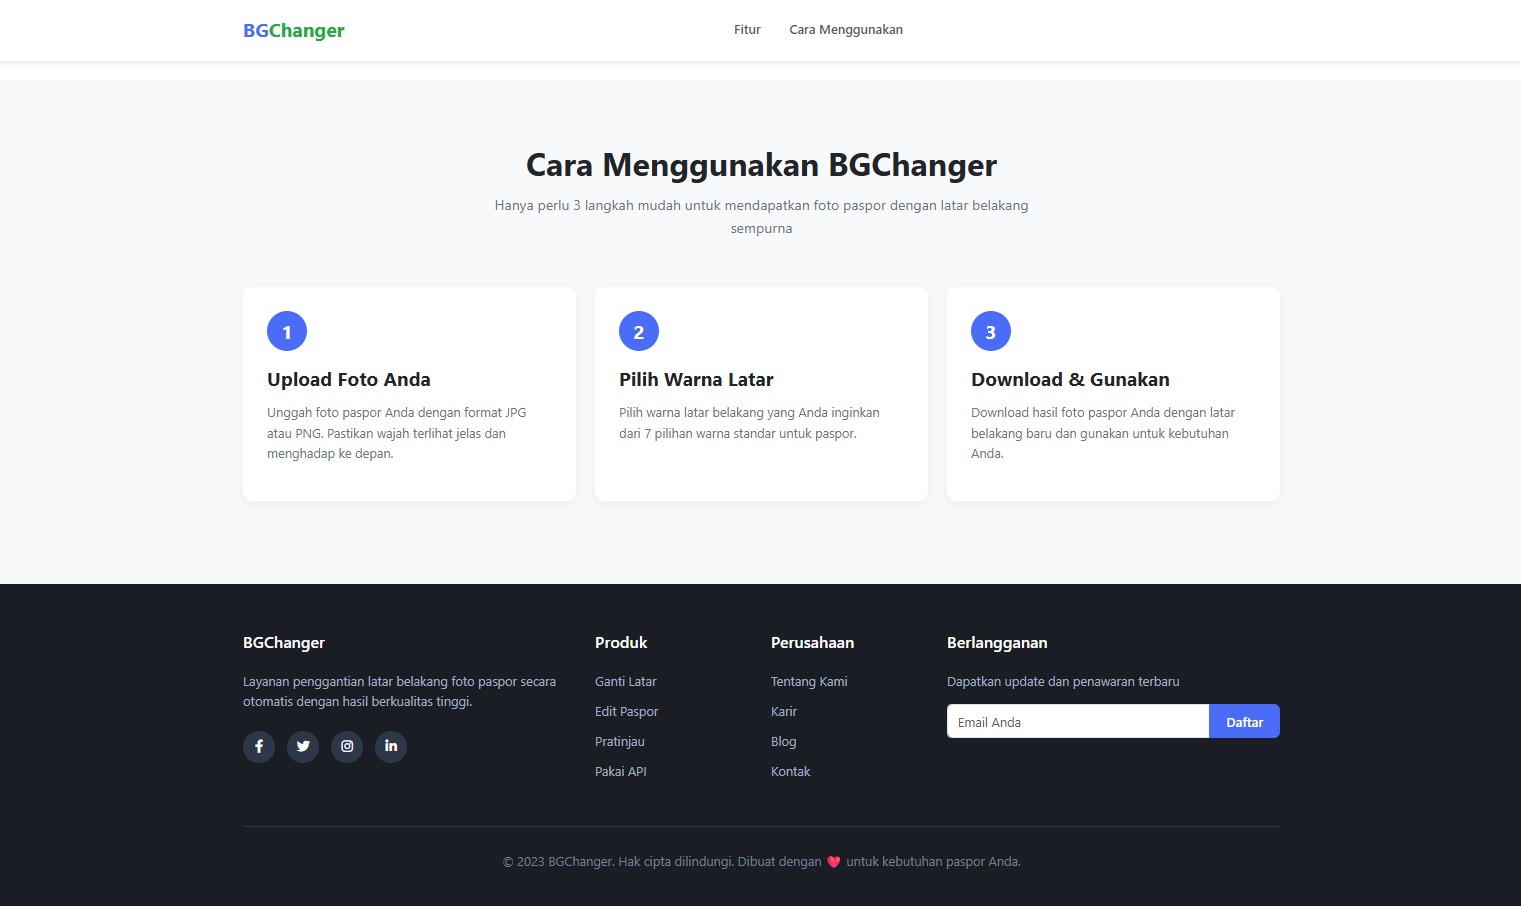 BGChanger
Fitur
Cara Menggunakan
Cara Menggunakan BGChanger
Hanya perlu 3 langkah mudah untuk mendapatkan foto paspor dengan latar belakang
sempurna
1
Upload Foto Anda
Unggah foto paspor Anda dengan format JPG
atau PNG. Pastikan wajah terlihat jelas dan
menghadap ke depan.
2
Pilih Warna Latar
Pilih warna latar belakang yang Anda inginkan
dari 7 pilihan warna standar untuk paspor.
3
Download & Gunakan
Download hasil foto paspor Anda dengan latar
belakang baru dan gunakan untuk kebutuhan
Anda.
BGChanger
Layanan penggantian latar belakang foto paspor secara
otomatis dengan hasil berkualitas tinggi.
Produk
Ganti Latar
Edit Paspor
Pratinjau
Pakai API
Perusahaan
Tentang Kami
Karir
Blog
Kontak
Berlangganan
Dapatkan update dan penawaran terbaru
Email Anda
Daftar
© 2023 BGChanger. Hak cipta dilindungi. Dibuat dengan ❤️ untuk kebutuhan paspor Anda.